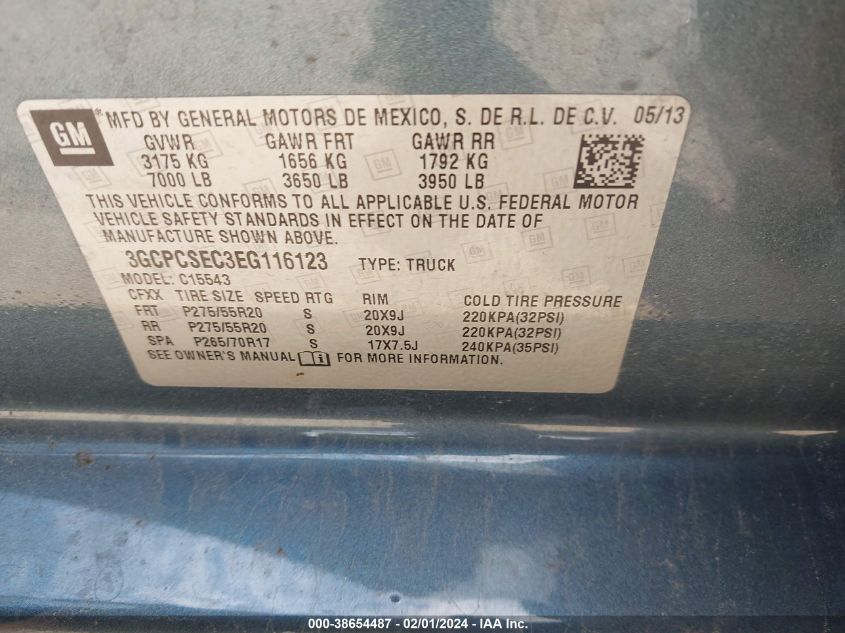 GM
*MFD BY GENERAL MOTORS DE MEXICO, S. DE R.L. DE C.V. 05/13
GVWR GAWR FRT GAWR RR
3175 KG 1656 KG 1792 KG
7000 LB 3650 LB 3950 LB
THIS VEHICLE CONFORMS TO ALL APPLICABLE U.S. FEDERAL MOTOR
VEHICLE SAFETY STANDARDS IN EFFECT ON THE DATE OF
MANUFACTURE SHOWN ABOVE.
3GCPCSEC3EG116123 TYPE: TRUCK
MODEL: C15543
CFXX TIRE SIZE SPEED RTG RIM COLD TIRE PRESSURE
FRT P275/55R20 S 20X9J 220KPA(32PSI)
RR P275/55R20 S 20X9J 220KPA(32PSI)
SPA P265/70R17 S 17X7.5J 240KPA(35PSI)
SEE OWNER'S MANUAL FOR MORE INFORMATION.
000-38654487 - 02/01/2024 - IAA Inc.